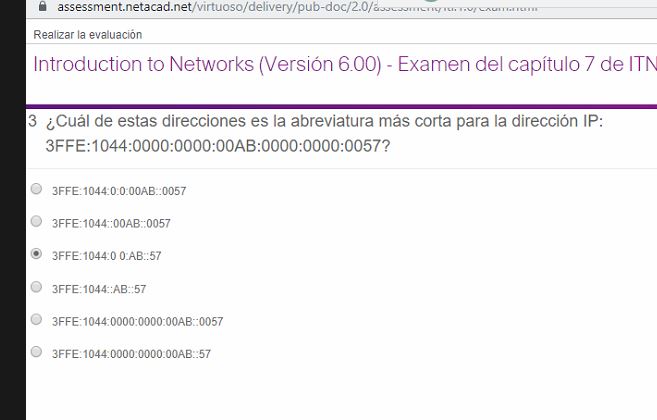 assessment.netacad.net/virtuoso/delivery/pub-doc/2.0/assessment/itn.v6/exam.html
Realizar la evaluación
Introduction to Networks (Versión 6.00) - Examen del capítulo 7 de ITN
3 ¿Cuál de estas direcciones es la abreviatura más corta para la dirección IP:
3FFE:1044:0000:0000:00AB:0000:0000:0057?
3FFE:1044:0:0:00AB::0057
3FFE:1044::00AB::0057
3FFE:1044:0 0:AB::57
3FFE:1044::AB::57
3FFE:1044:0000:0000:00AB::0057
3FFE:1044:0000:0000:00AB::57